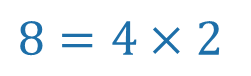 8 = 4 × 2